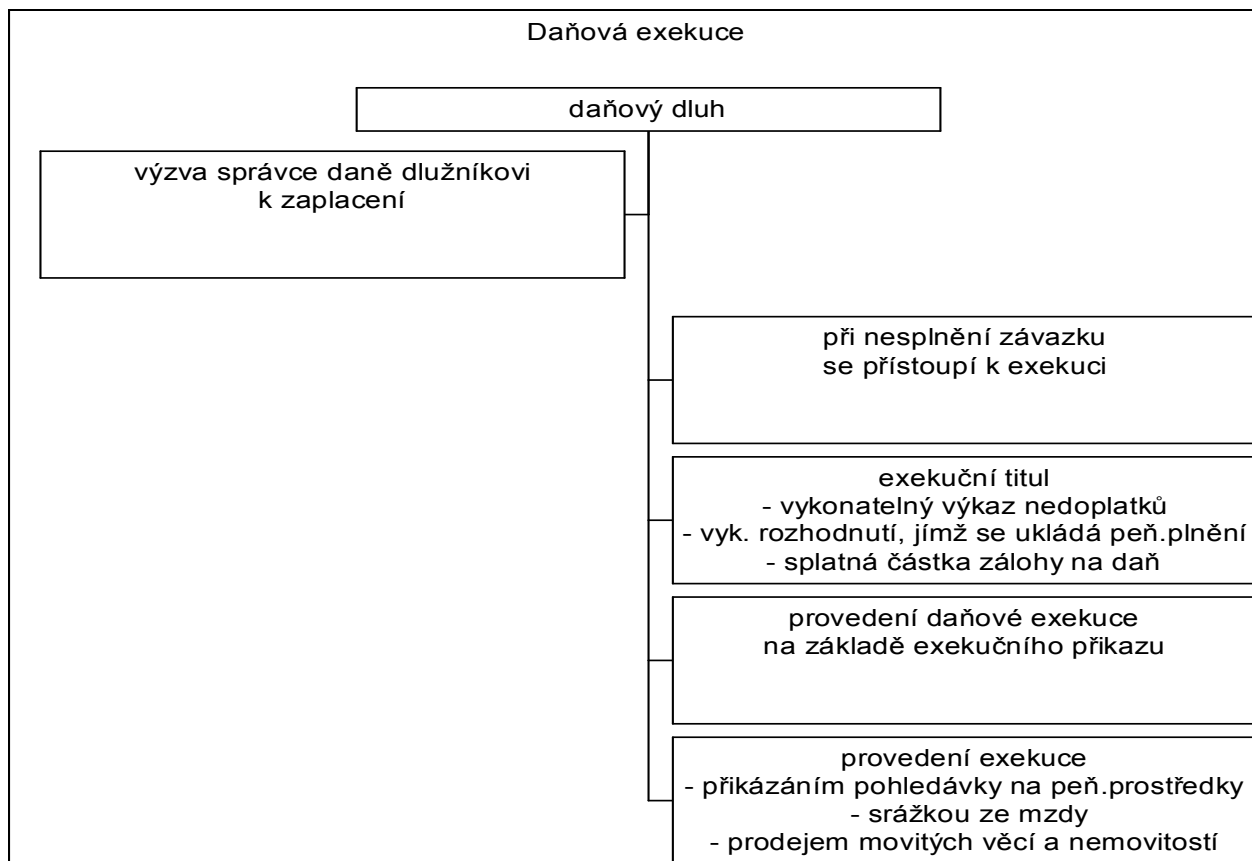 Daňová exekuce
daňový dluh
výzva správce daně dlužníkovi
k zaplacení
při nesplnění závazku
se přístoupí k exekuci
exekuční titul
- vykonatelný výkaz nedoplatků
- vyk. rozhodnutí, jímž se ukládá peň.plnění
- splatná částka zálohy na daň
provedení daňové exekuce
na základě exekučního přikazu
provedení exekuce
- přikázáním pohledávky na peň.prostředky
- srážkou ze mzdy
- prodejem movitých věcí a nemovitostí